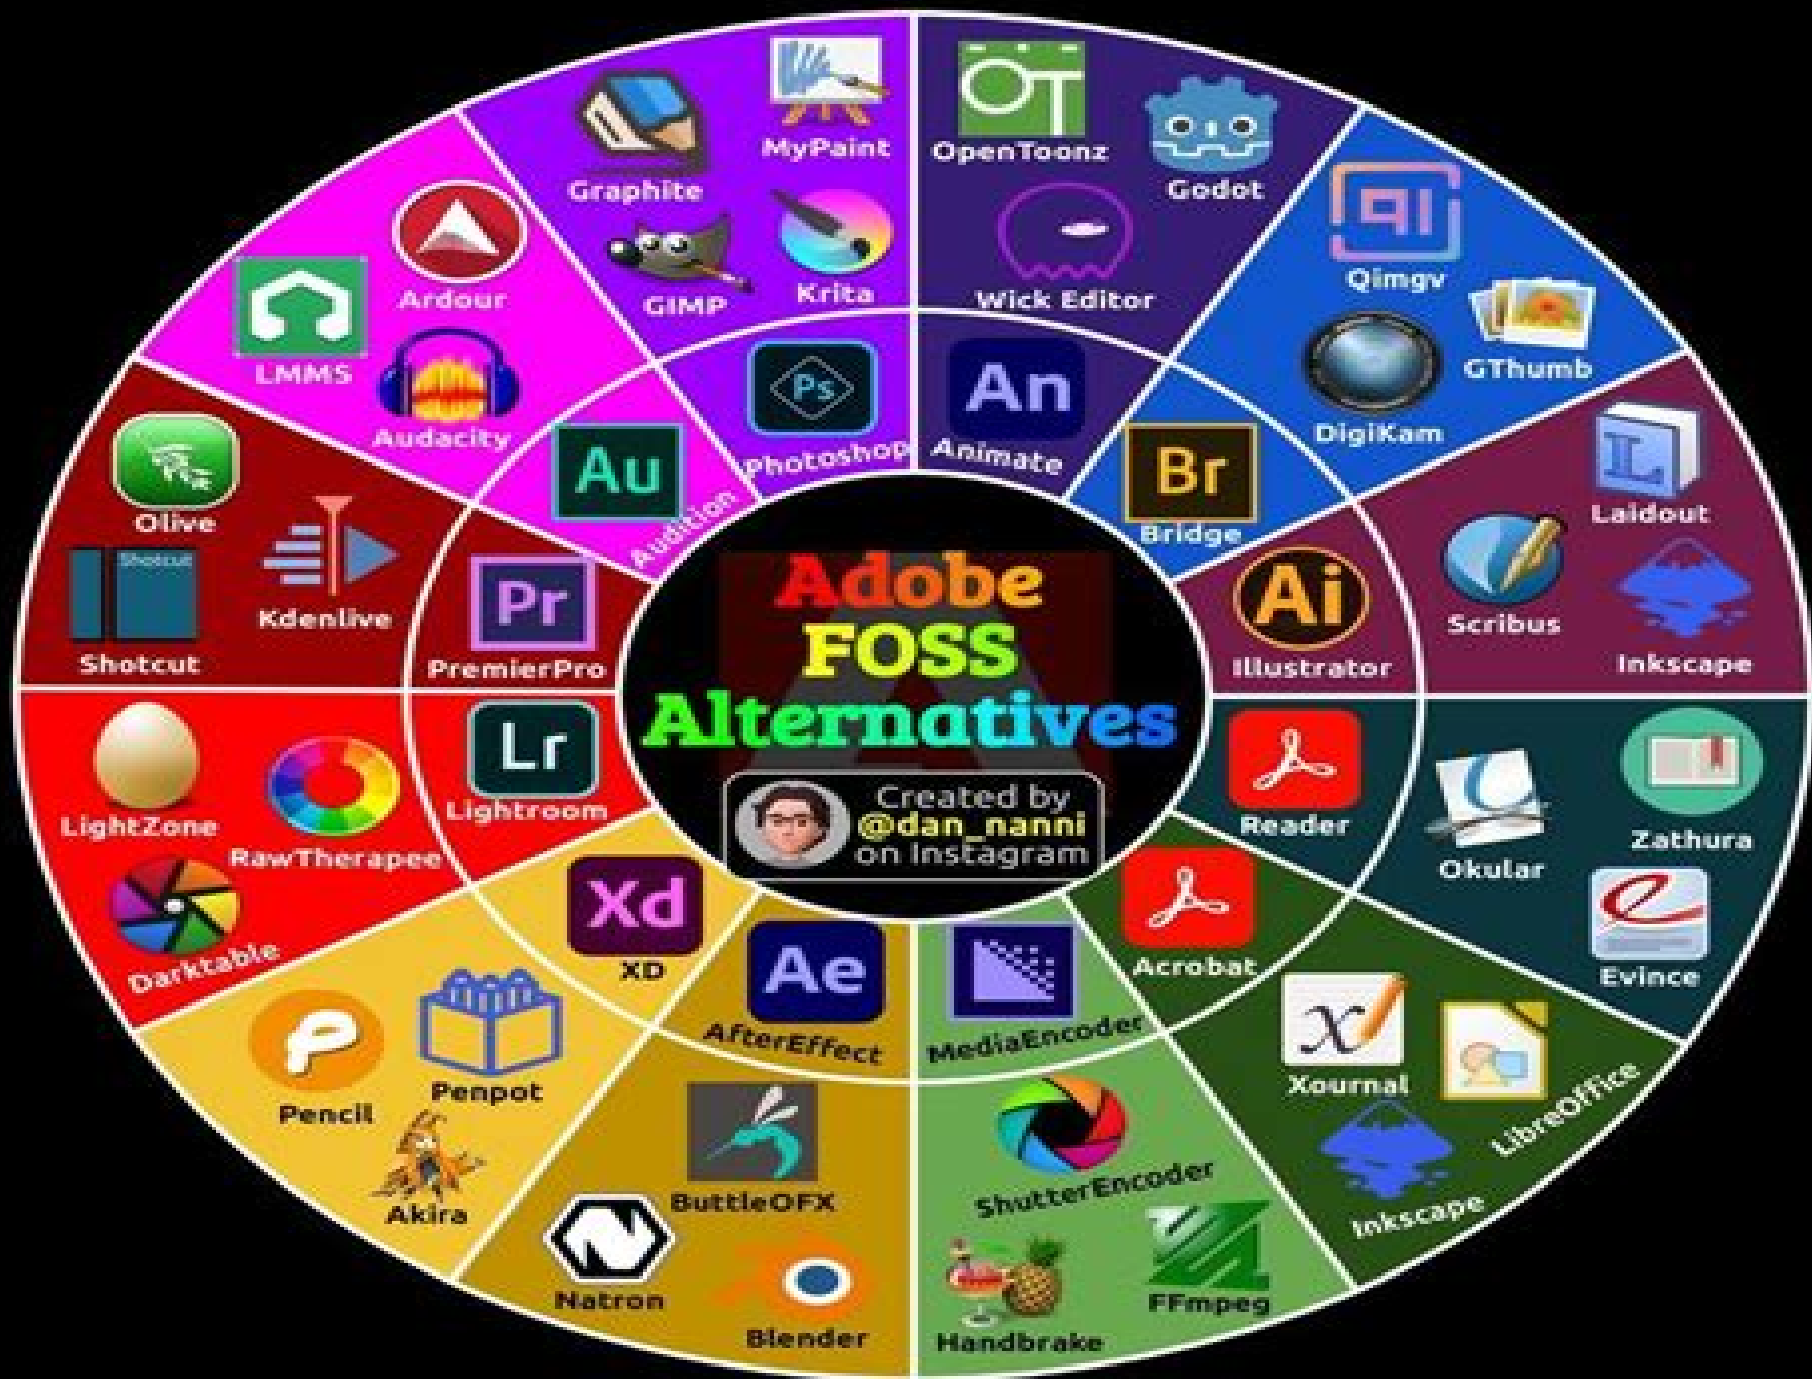 Adobe
FOSS
Alternatives
Created by
@dan_nanni
on Instagram
Ps
Photoshop
Graphite
MyPaint
GIMP
Krita
An
Animate
OT
OpenToonz
Godot
Wick Editor
Br
Bridge
qi
Qimgv
GThumb
DigiKam
Ai
Illustrator
L
Laidout
Scribus
Inkscape
Reader
Okular
Zathura
Evince
Acrobat
X
Xournal
LibreOffice
Inkscape
MediaEncoder
ShutterEncoder
FFmpeg
Handbrake
Ae
AfterEffect
ButtleOFX
N
Natron
Blender
Xd
XD
Pencil
Penpot
Akira
Lr
Lightroom
LightZone
RawTherapee
Darktable
Pr
PremierPro
Olive
Shotcut
Kdenlive
Shotcut
Au
Audition
Ardour
LMMS
Audacity